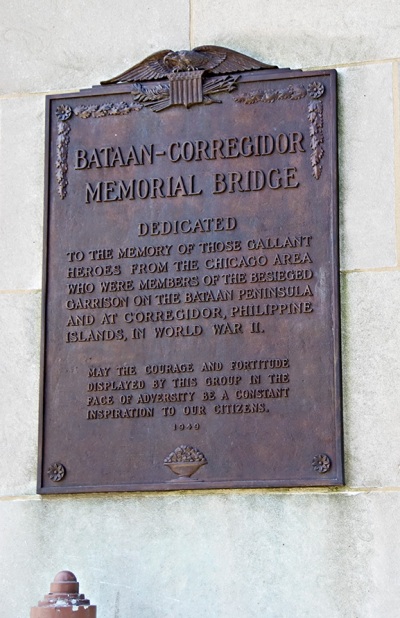 BATAAN-CORREGIDOR
MEMORIAL BRIDGE
DEDICATED
TO THE MEMORY OF THOSE GALLANT
HEROES FROM THE CHICAGO AREA
WHO WERE MEMBERS OF THE BESIEGED
GARRISON ON THE BATAAN PENINSULA
AND AT CORREGIDOR, PHILIPPINE
ISLANDS, IN WORLD WAR II.
MAY THE COURAGE AND FORTITUDE
DISPLAYED BY THIS GROUP IN THE
FACE OF ADVERSITY BE A CONSTANT
INSPIRATION TO OUR CITIZENS.
1949